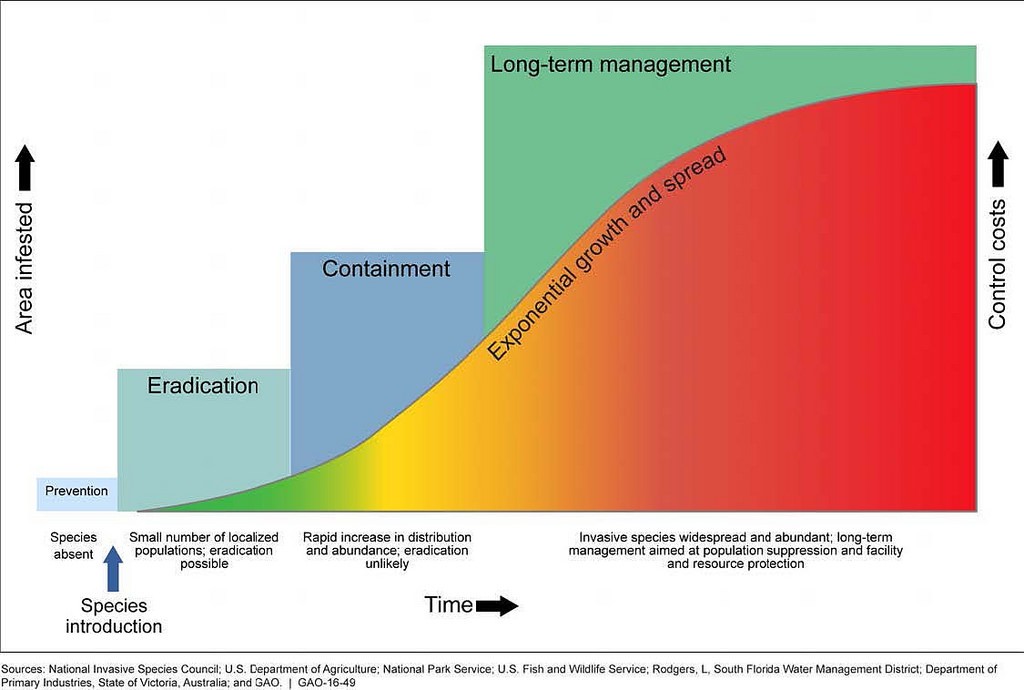 Long-term management
Exponential growth and spread
Area infested
Control costs
Containment
Eradication
Prevention
Species
absent
Small number of localized
populations; eradication
possible
Rapid increase in distribution
and abundance; eradication
unlikely
Invasive species widespread and abundant; long-term
management aimed at population suppression and facility
and resource protection
Species
introduction
Time
Sources: National Invasive Species Council; U.S. Department of Agriculture; National Park Service; U.S. Fish and Wildlife Service; Rodgers, L, South Florida Water Management District; Department of
Primary Industries, State of Victoria, Australia; and GAO. | GAO-16-49